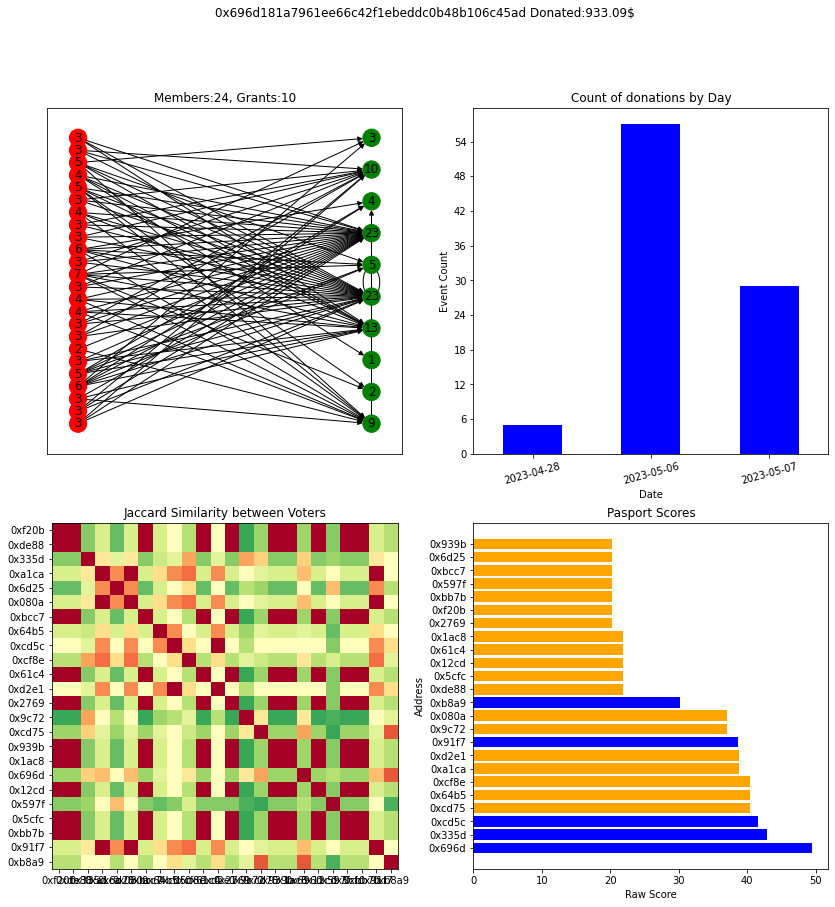 0x696d181a7961ee66c42f1ebeddc0b48b106c45ad Donated:933.09$
Members:24, Grants:10
3
3
5
4
5
3
4
3
3
6
3
7
3
4
4
3
3
2
3
5
6
3
3
3
3
10
4
23
5
23
13
1
2
9
Count of donations by Day
Event Count
54
48
42
36
30
24
18
12
6
0
2023-04-28
2023-05-06
2023-05-07
Date
Jaccard Similarity between Voters
0xf20b
0xde88
0x335d
0xa1ca
0x6d25
0x080a
0xbcc7
0x64b5
0xcd5c
0xcf8e
0x61c4
0xd2e1
0x2769
0x9c72
0xcd75
0x939b
0x1ac8
0x696d
0x12cd
0x597f
0x5cfc
0xbb7b
0x91f7
0xb8a9
Pasport Scores
Address
0x939b
0x6d25
0xbcc7
0x597f
0xbb7b
0xf20b
0x2769
0x1ac8
0x61c4
0x12cd
0x5cfc
0xde88
0xb8a9
0x080a
0x9c72
0x91f7
0xd2e1
0xa1ca
0xcf8e
0x64b5
0xcd75
0xcd5c
0x335d
0x696d
0
10
20
30
40
50
Raw Score